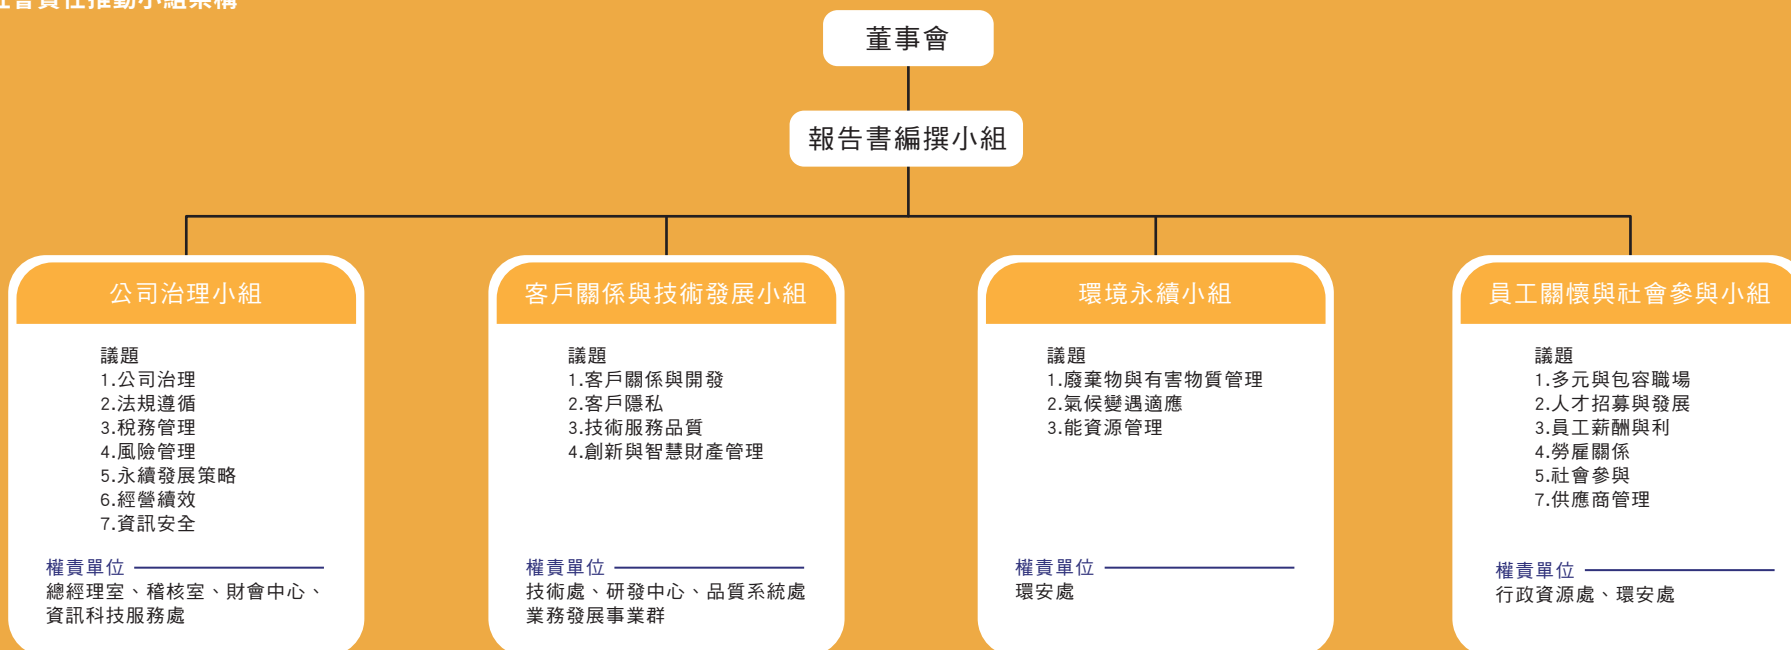 社會責任推動小組架構
董事會
報告書編撰小組
公司治理小組
議題
1.公司治理
2.法規遵循
3.稅務管理
4.風險管理
5.永續發展策略
6.經營績效
7.資訊安全
權責單位
總經理室、稽核室、財會中心、
資訊科技服務處
客戶關係與技術發展小組
議題
1.客戶關係與開發
2.客戶隱私
3.技術服務品質
4.創新與智慧財產管理
權責單位
技術處、研發中心、品質系統處
業務發展事業群
環境永續小組
議題
1.廢棄物與有害物質管理
2.氣候變遇適應
3.能資源管理
權責單位
環安處
員工關懷與社會參與小組
議題
1.多元與包容職場
2.人才招募與發展
3.員工薪酬與利
4.勞雇關係
5.社會參與
7.供應商管理
權責單位
行政資源處、環安處